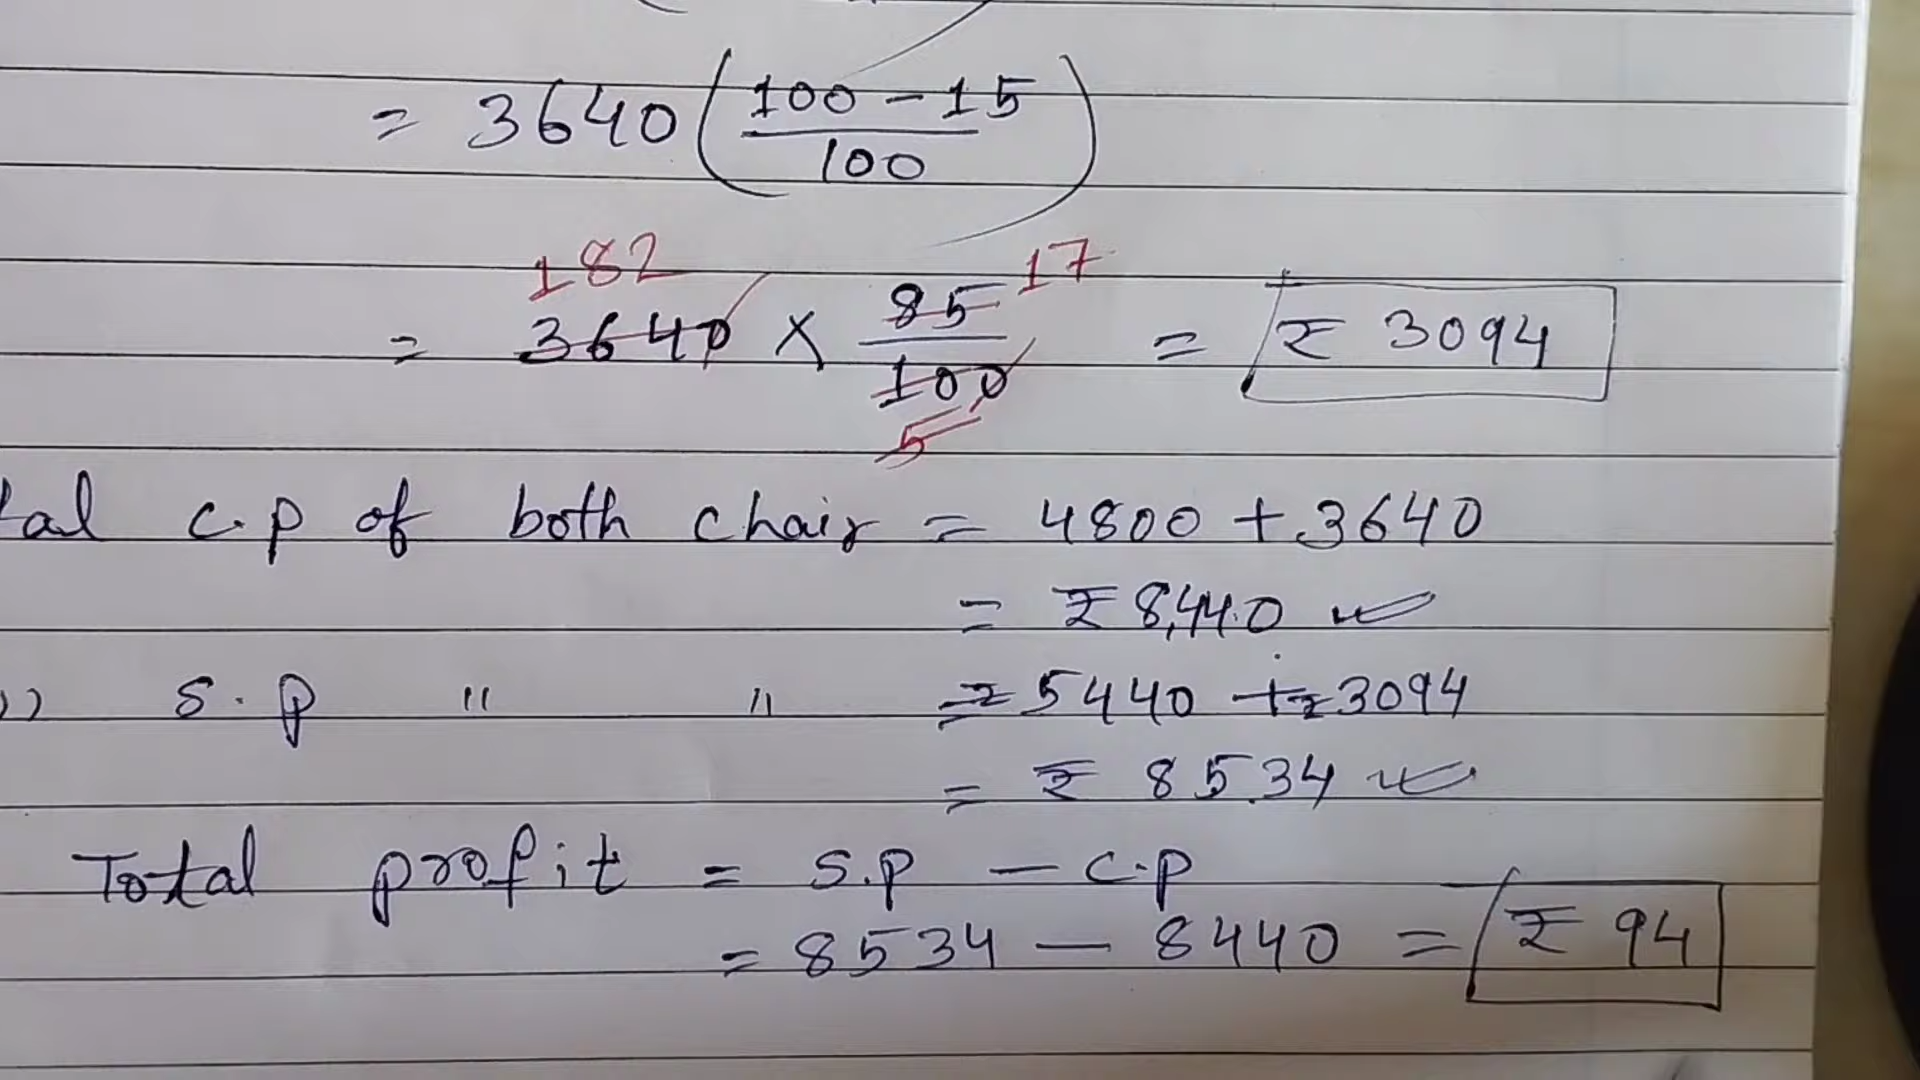 = 3640 (100 - 15 / 100)
182 17
= 3640 × 85/100 = ₹ 3094
5
tal C.P of both chair = 4800 + 3640
= ₹ 8,440
" S.P " " = ₹ 5440 + ₹ 3094
= ₹ 8534
Total profit = S.P - C.P
= 8534 - 8440 = ₹ 94